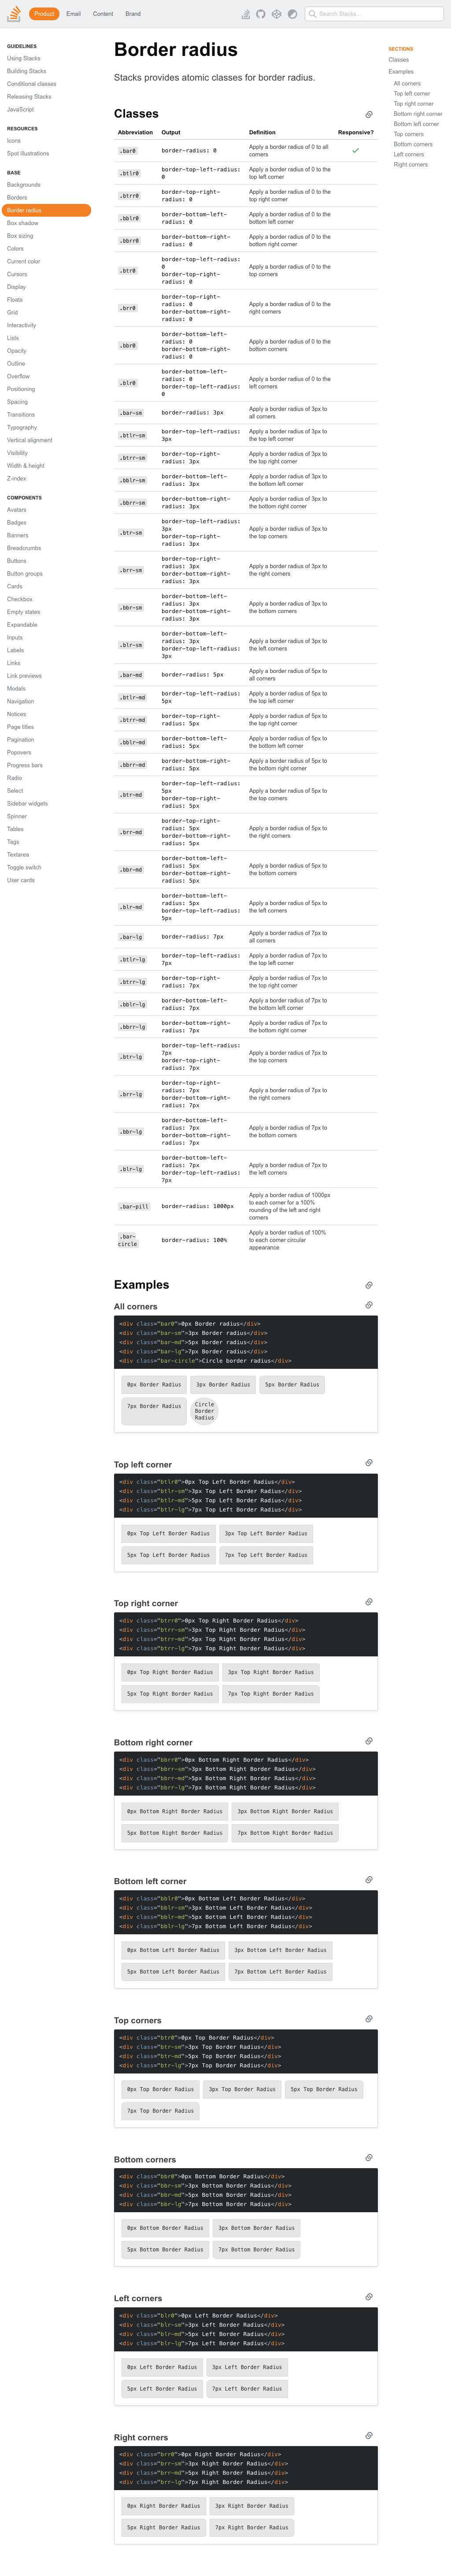 Product
Email
Content
Brand
Search Stacks…
GUIDELINES
Using Stacks
Building Stacks
Conditional classes
Releasing Stacks
JavaScript
RESOURCES
Icons
Spot illustrations
BASE
Backgrounds
Borders
Border radius
Box shadow
Box sizing
Colors
Current color
Cursors
Display
Floats
Grid
Interactivity
Lists
Opacity
Outline
Overflow
Positioning
Spacing
Transitions
Typography
Vertical alignment
Visibility
Width & height
Z-index
COMPONENTS
Avatars
Badges
Banners
Breadcrumbs
Buttons
Button groups
Cards
Checkbox
Empty states
Expandable
Inputs
Labels
Links
Link previews
Modals
Navigation
Notices
Page titles
Pagination
Popovers
Progress bars
Radio
Select
Sidebar widgets
Spinner
Tables
Tags
Textarea
Toggle switch
User cards
Border radius
Stacks provides atomic classes for border radius.
Classes
Abbreviation Output Definition Responsive?
.bar0 border-radius: 0 Apply a border radius of 0 to all
corners
.btlr0 border-top-left-radius: Apply a border radius of 0 to the
0 top left corner
.btrr0 border-top-right- Apply a border radius of 0 to the
radius: 0 top right corner
.bblr0 border-bottom-left- Apply a border radius of 0 to the
radius: 0 bottom left corner
.bbrr0 border-bottom-right- Apply a border radius of 0 to the
radius: 0 bottom right corner
.btr0 border-top-left-radius:
0
border-top-right-
radius: 0
Apply a border radius of 0 to the
top corners
.brr0 border-top-right-
radius: 0
border-bottom-right-
radius: 0
Apply a border radius of 0 to the
right corners
.bbr0 border-bottom-left-
radius: 0
border-bottom-right-
radius: 0
Apply a border radius of 0 to the
bottom corners
.blr0 border-bottom-left-
radius: 0
border-top-left-radius:
0
Apply a border radius of 0 to the
left corners
.bar-sm border-radius: 3px Apply a border radius of 3px to
all corners
.btlr-sm border-top-left-radius: Apply a border radius of 3px to
3px the top left corner
.btrr-sm border-top-right- Apply a border radius of 3px to
radius: 3px the top right corner
.bblr-sm border-bottom-left- Apply a border radius of 3px to
radius: 3px the bottom left corner
.bbrr-sm border-bottom-right- Apply a border radius of 3px to
radius: 3px the bottom right corner
.btr-sm border-top-left-radius:
3px
border-top-right-
radius: 3px
Apply a border radius of 3px to
the top corners
.brr-sm border-top-right-
radius: 3px
border-bottom-right-
radius: 3px
Apply a border radius of 3px to
the right corners
.bbr-sm border-bottom-left-
radius: 3px
border-bottom-right-
radius: 3px
Apply a border radius of 3px to
the bottom corners
.blr-sm border-bottom-left-
radius: 3px
border-top-left-radius:
3px
Apply a border radius of 3px to
the left corners
.bar-md border-radius: 5px Apply a border radius of 5px to
all corners
.btlr-md border-top-left-radius: Apply a border radius of 5px to
5px the top left corner
.btrr-md border-top-right- Apply a border radius of 5px to
radius: 5px the top right corner
.bblr-md border-bottom-left- Apply a border radius of 5px to
radius: 5px the bottom left corner
.bbrr-md border-bottom-right- Apply a border radius of 5px to
radius: 5px the bottom right corner
.btr-md border-top-left-radius:
5px
border-top-right-
radius: 5px
Apply a border radius of 5px to
the top corners
.brr-md border-top-right-
radius: 5px
border-bottom-right-
radius: 5px
Apply a border radius of 5px to
the right corners
.bbr-md border-bottom-left-
radius: 5px
border-bottom-right-
radius: 5px
Apply a border radius of 5px to
the bottom corners
.blr-md border-bottom-left-
radius: 5px
border-top-left-radius:
5px
Apply a border radius of 5px to
the left corners
.bar-lg border-radius: 7px Apply a border radius of 7px to
all corners
.btlr-lg border-top-left-radius: Apply a border radius of 7px to
7px the top left corner
.btrr-lg border-top-right- Apply a border radius of 7px to
radius: 7px the top right corner
.bblr-lg border-bottom-left- Apply a border radius of 7px to
radius: 7px the bottom left corner
.bbrr-lg border-bottom-right- Apply a border radius of 7px to
radius: 7px the bottom right corner
.btr-lg border-top-left-radius:
7px
border-top-right-
radius: 7px
Apply a border radius of 7px to
the top corners
.brr-lg border-top-right-
radius: 7px
border-bottom-right-
radius: 7px
Apply a border radius of 7px to
the right corners
.bbr-lg border-bottom-left-
radius: 7px
border-bottom-right-
radius: 7px
Apply a border radius of 7px to
the bottom corners
.blr-lg border-bottom-left-
radius: 7px
border-top-left-radius:
7px
Apply a border radius of 7px to
the left corners
.bar-pill border-radius: 1000px Apply a border radius of 1000px
to each corner for a 100%
rounding of the left and right
corners
.bar-
circle
border-radius: 100% Apply a border radius of 100%
to each corner circular
appearance
Examples
All corners
<div class="bar0">0px Border radius</div>
<div class="bar-sm">3px Border radius</div>
<div class="bar-md">5px Border radius</div>
<div class="bar-lg">7px Border radius</div>
<div class="bar-circle">Circle border radius</div>
0px Border Radius 3px Border Radius 5px Border Radius
7px Border Radius
Circle
Border
Radius
Top left corner
<div class="btlr0">0px Top Left Border Radius</div>
<div class="btlr-sm">3px Top Left Border Radius</div>
<div class="btlr-md">5px Top Left Border Radius</div>
<div class="btlr-lg">7px Top Left Border Radius</div>
0px Top Left Border Radius 3px Top Left Border Radius
5px Top Left Border Radius 7px Top Left Border Radius
Top right corner
<div class="btrr0">0px Top Right Border Radius</div>
<div class="btrr-sm">3px Top Right Border Radius</div>
<div class="btrr-md">5px Top Right Border Radius</div>
<div class="btrr-lg">7px Top Right Border Radius</div>
0px Top Right Border Radius 3px Top Right Border Radius
5px Top Right Border Radius 7px Top Right Border Radius
Bottom right corner
<div class="bbrr0">0px Bottom Right Border Radius</div>
<div class="bbrr-sm">3px Bottom Right Border Radius</div>
<div class="bbrr-md">5px Bottom Right Border Radius</div>
<div class="bbrr-lg">7px Bottom Right Border Radius</div>
0px Bottom Right Border Radius 3px Bottom Right Border Radius
5px Bottom Right Border Radius 7px Bottom Right Border Radius
Bottom left corner
<div class="bblr0">0px Bottom Left Border Radius</div>
<div class="bblr-sm">3px Bottom Left Border Radius</div>
<div class="bblr-md">5px Bottom Left Border Radius</div>
<div class="bblr-lg">7px Bottom Left Border Radius</div>
0px Bottom Left Border Radius 3px Bottom Left Border Radius
5px Bottom Left Border Radius 7px Bottom Left Border Radius
Top corners
<div class="btr0">0px Top Border Radius</div>
<div class="btr-sm">3px Top Border Radius</div>
<div class="btr-md">5px Top Border Radius</div>
<div class="btr-lg">7px Top Border Radius</div>
0px Top Border Radius 3px Top Border Radius 5px Top Border Radius
7px Top Border Radius
Bottom corners
<div class="bbr0">0px Bottom Border Radius</div>
<div class="bbr-sm">3px Bottom Border Radius</div>
<div class="bbr-md">5px Bottom Border Radius</div>
<div class="bbr-lg">7px Bottom Border Radius</div>
0px Bottom Border Radius 3px Bottom Border Radius
5px Bottom Border Radius 7px Bottom Border Radius
Left corners
<div class="blr0">0px Left Border Radius</div>
<div class="blr-sm">3px Left Border Radius</div>
<div class="blr-md">5px Left Border Radius</div>
<div class="blr-lg">7px Left Border Radius</div>
0px Left Border Radius 3px Left Border Radius
5px Left Border Radius 7px Left Border Radius
Right corners
<div class="brr0">0px Right Border Radius</div>
<div class="brr-sm">3px Right Border Radius</div>
<div class="brr-md">5px Right Border Radius</div>
<div class="brr-lg">7px Right Border Radius</div>
0px Right Border Radius 3px Right Border Radius
5px Right Border Radius 7px Right Border Radius
SECTIONS
Classes
Examples
All corners
Top left corner
Top right corner
Bottom right corner
Bottom left corner
Top corners
Bottom corners
Left corners
Right corners